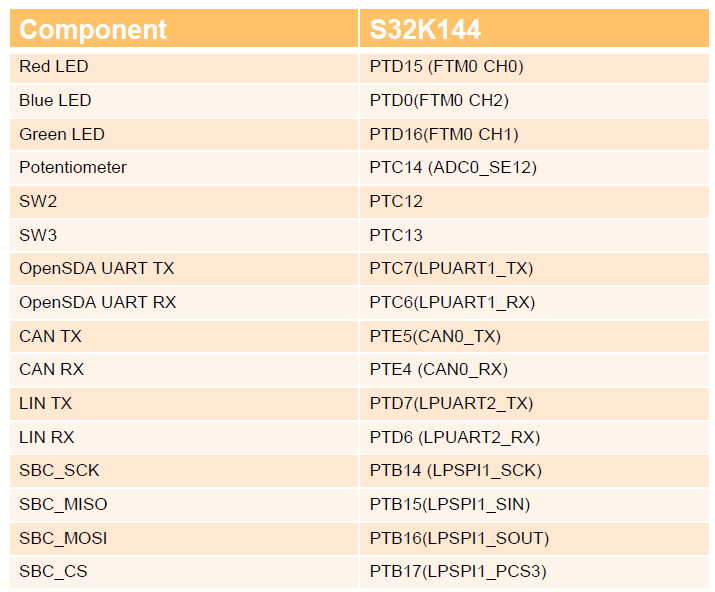 Component S32K144
Red LED PTD15 (FTM0 CH0)
Blue LED PTD0(FTM0 CH2)
Green LED PTD16(FTM0 CH1)
Potentiometer PTC14 (ADC0_SE12)
SW2 PTC12
SW3 PTC13
OpenSDA UART TX PTC7(LPUART1_TX)
OpenSDA UART RX PTC6(LPUART1_RX)
CAN TX PTE5(CAN0_TX)
CAN RX PTE4 (CAN0_RX)
LIN TX PTD7(LPUART2_TX)
LIN RX PTD6 (LPUART2_RX)
SBC_SCK PTB14 (LPSPI1_SCK)
SBC_MISO PTB15(LPSPI1_SIN)
SBC_MOSI PTB16(LPSPI1_SOUT)
SBC_CS PTB17(LPSPI1_PCS3)